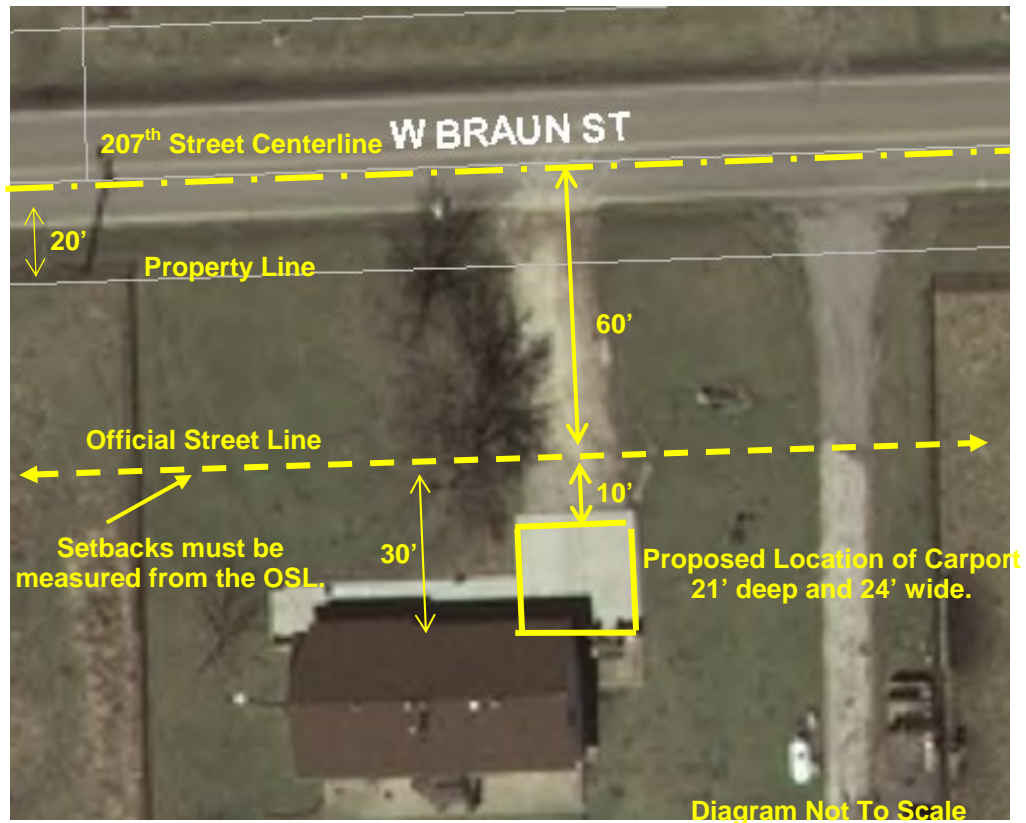 W BRAUN ST
207th Street Centerline
20’
Property Line
60’
Official Street Line
10’
Setbacks must be
measured from the OSL.
30’
Proposed Location of Carport
21’ deep and 24’ wide.
Diagram Not To Scale